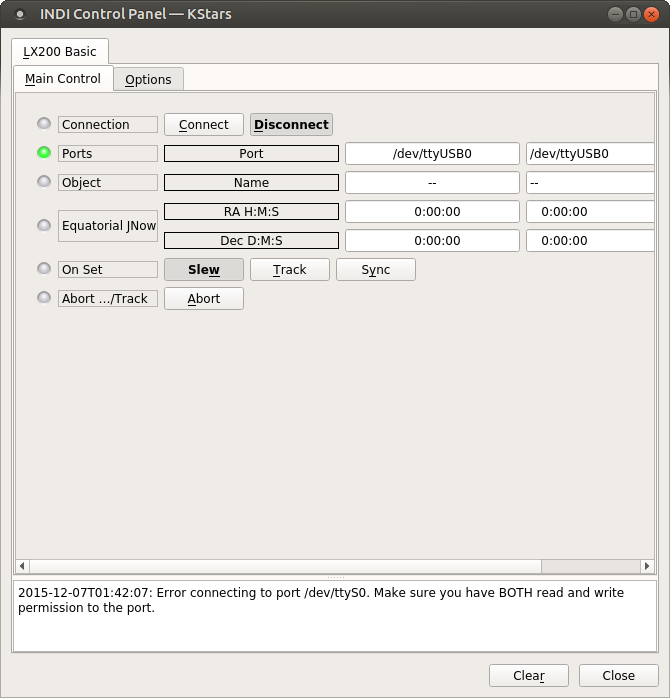 INDI Control Panel — KStars
LX200 Basic
Main Control Options
Connection Connect Disconnect
Ports Port /dev/ttyUSB0 /dev/ttyUSB0
Object Name -- --
Equatorial JNow RA H:M:S 0:00:00 0:00:00
Dec D:M:S 0:00:00 0:00:00
On Set Slew Track Sync
Abort .../Track Abort
2015-12-07T01:42:07: Error connecting to port /dev/ttyS0. Make sure you have BOTH read and write
permission to the port.
Clear Close